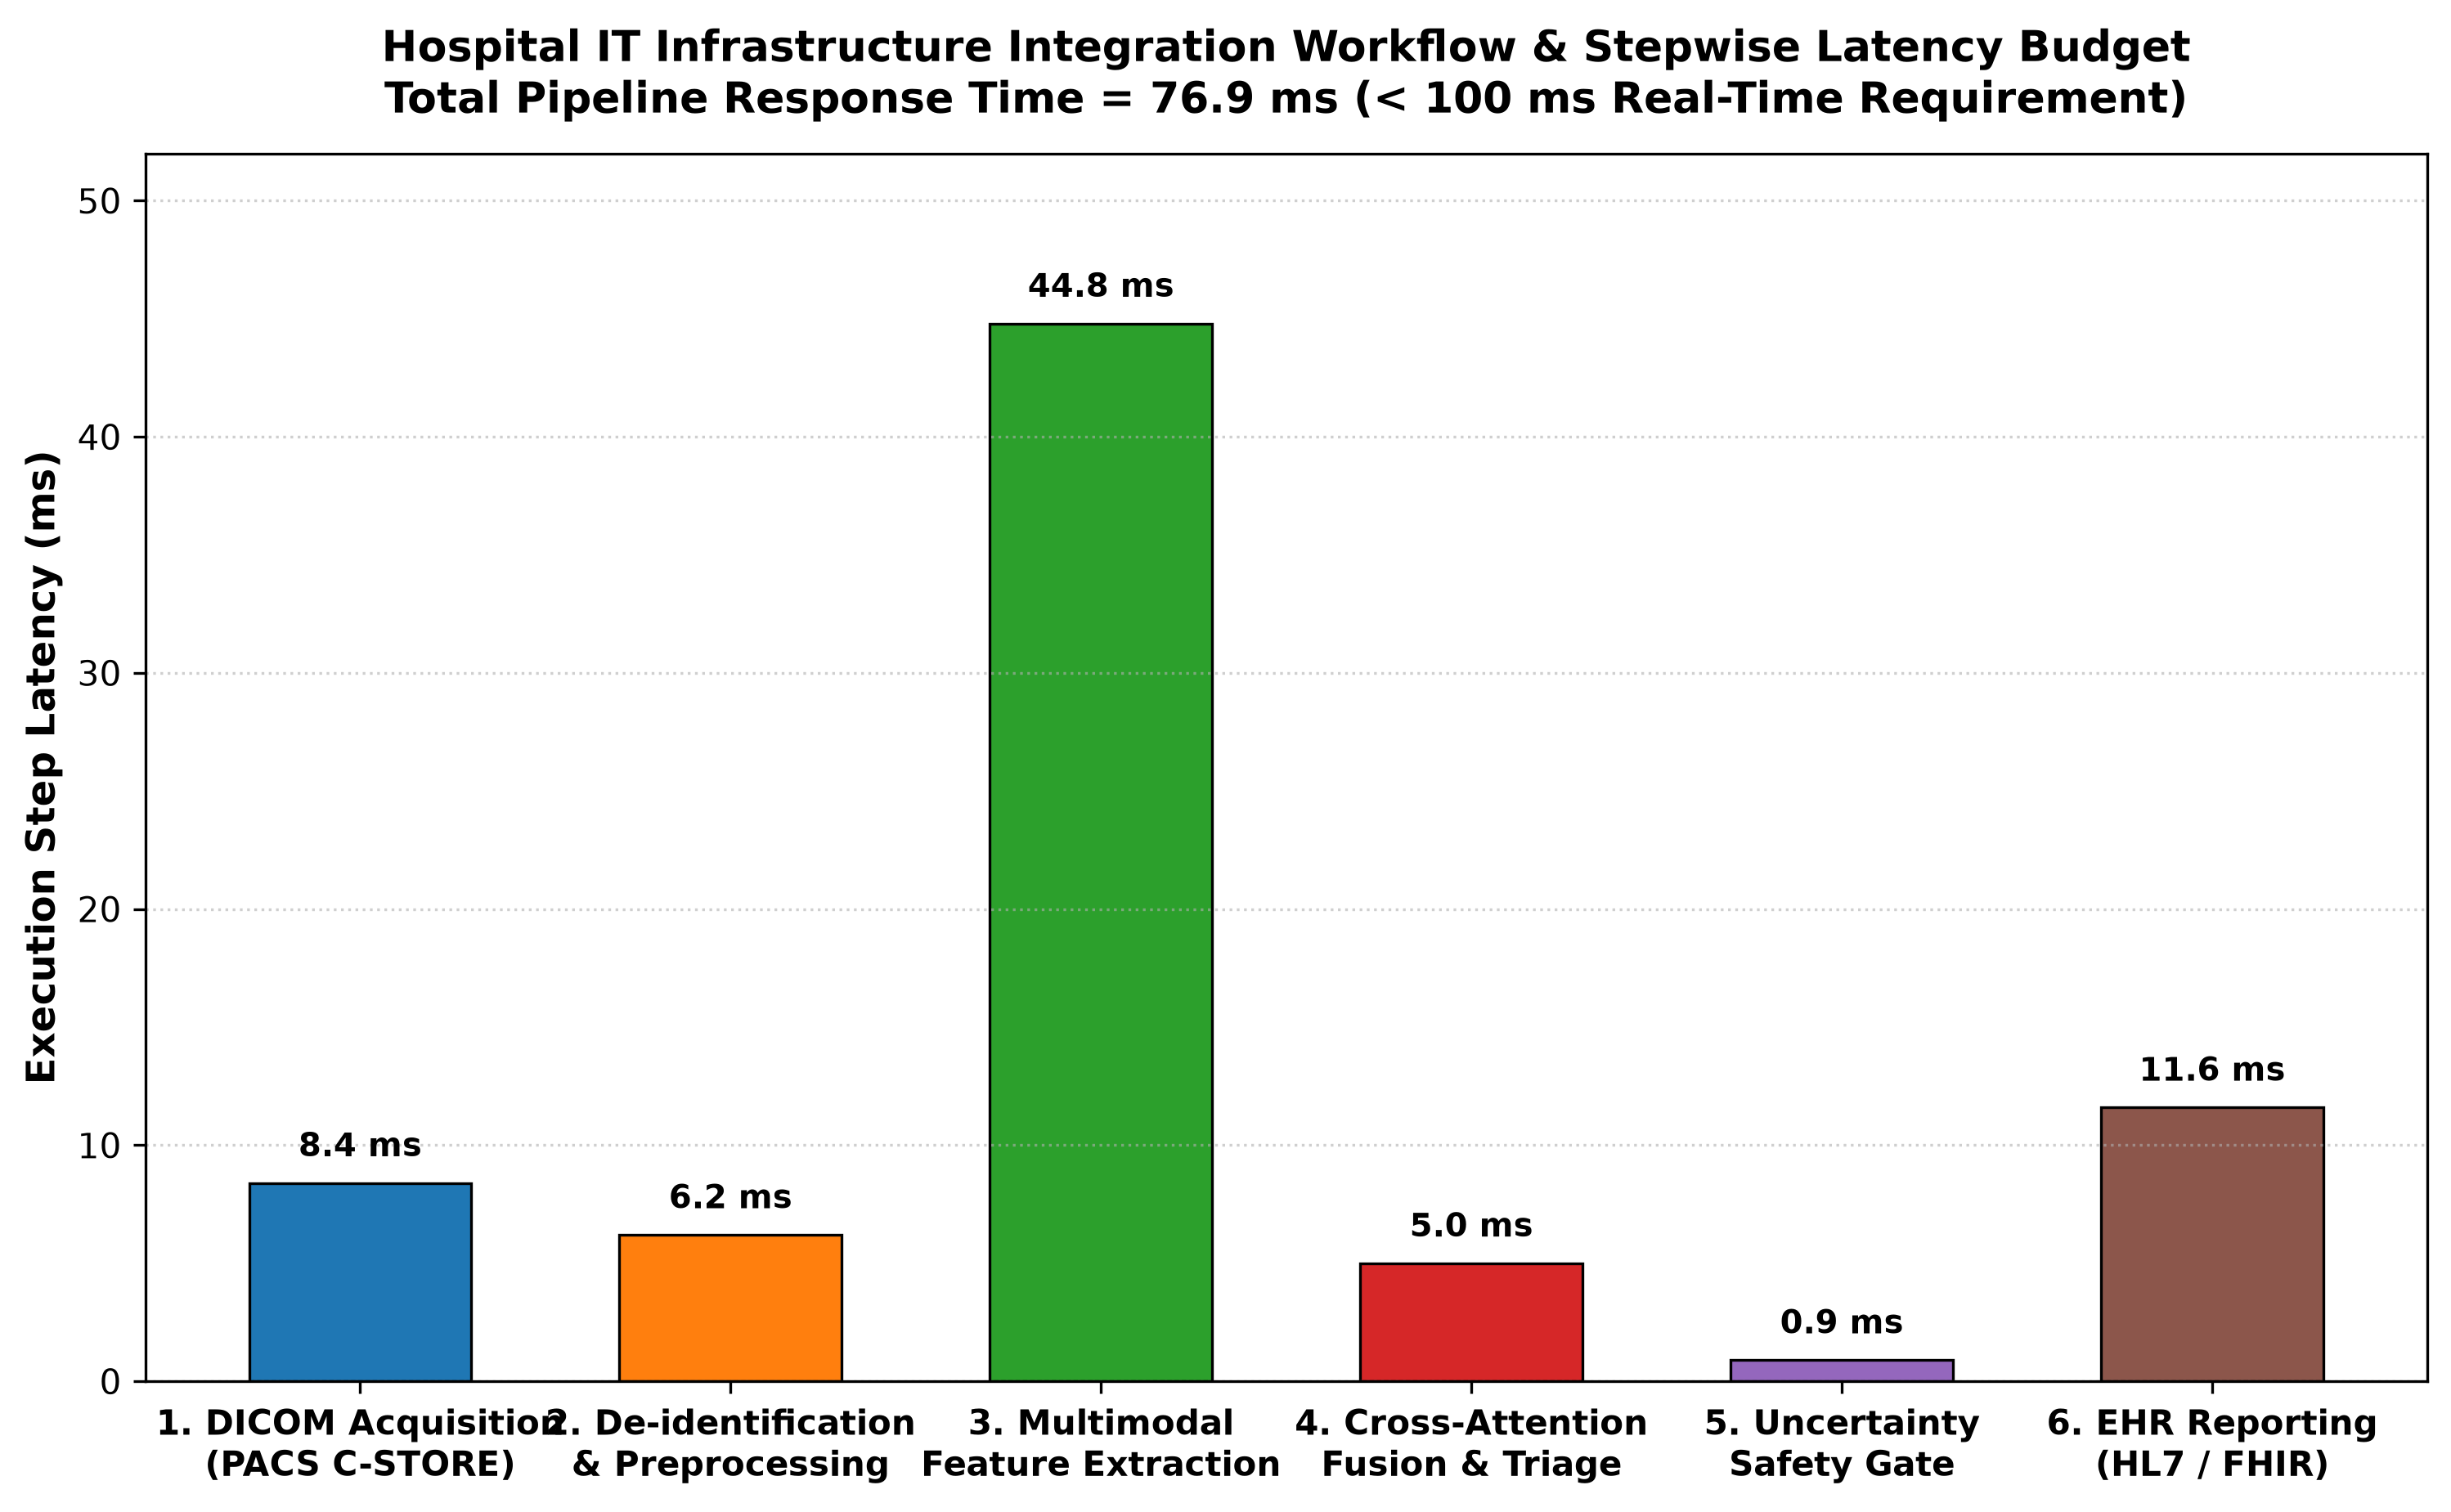 Hospital IT Infrastructure Integration Workflow & Stepwise Latency Budget
Total Pipeline Response Time = 76.9 ms (< 100 ms Real-Time Requirement)
Execution Step Latency (ms)
50
40
30
20
10
0
8.4 ms
6.2 ms
44.8 ms
5.0 ms
0.9 ms
11.6 ms
1. DICOM Acquisition
(PACS C-STORE)
2. De-identification
& Preprocessing
3. Multimodal
Feature Extraction
4. Cross-Attention
Fusion & Triage
5. Uncertainty
Safety Gate
6. EHR Reporting
(HL7 / FHIR)